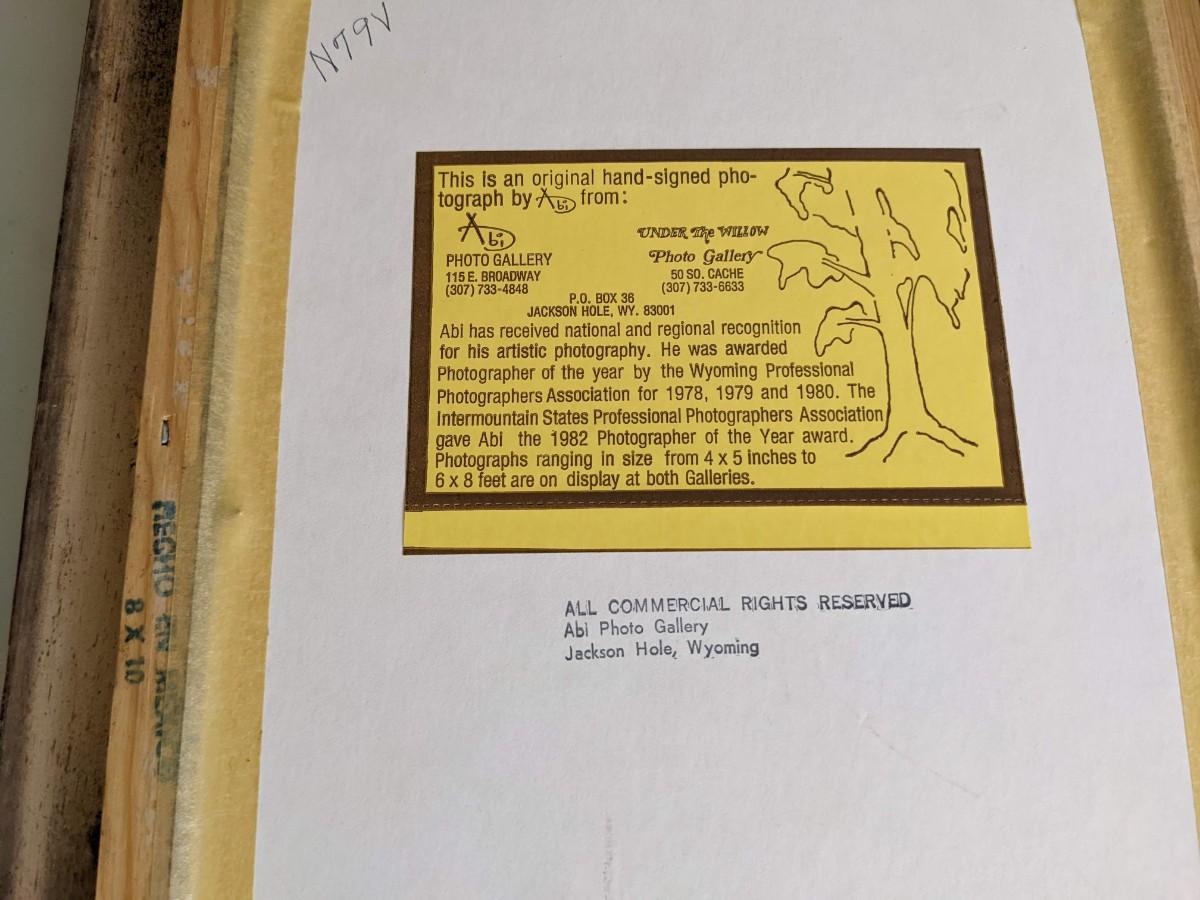 N79V
This is an original hand-signed pho-
tograph by Abi from:
Abi
PHOTO GALLERY
115 E. BROADWAY
(307) 733-4848
UNDER The WILLOW
Photo Gallery
50 SO. CACHE
(307) 733-6633
P.O. BOX 36
JACKSON HOLE, WY. 83001
Abi has received national and regional recognition
for his artistic photography. He was awarded
Photographer of the year by the Wyoming Professional
Photographers Association for 1978, 1979 and 1980. The
Intermountain States Professional Photographers Association
gave Abi the 1982 Photographer of the Year award.
Photographs ranging in size from 4 x 5 inches to
6 x 8 feet are on display at both Galleries.
ALL COMMERCIAL RIGHTS RESERVED
Abi Photo Gallery
Jackson Hole, Wyoming
HECHO EN MEXICO
8 X 10